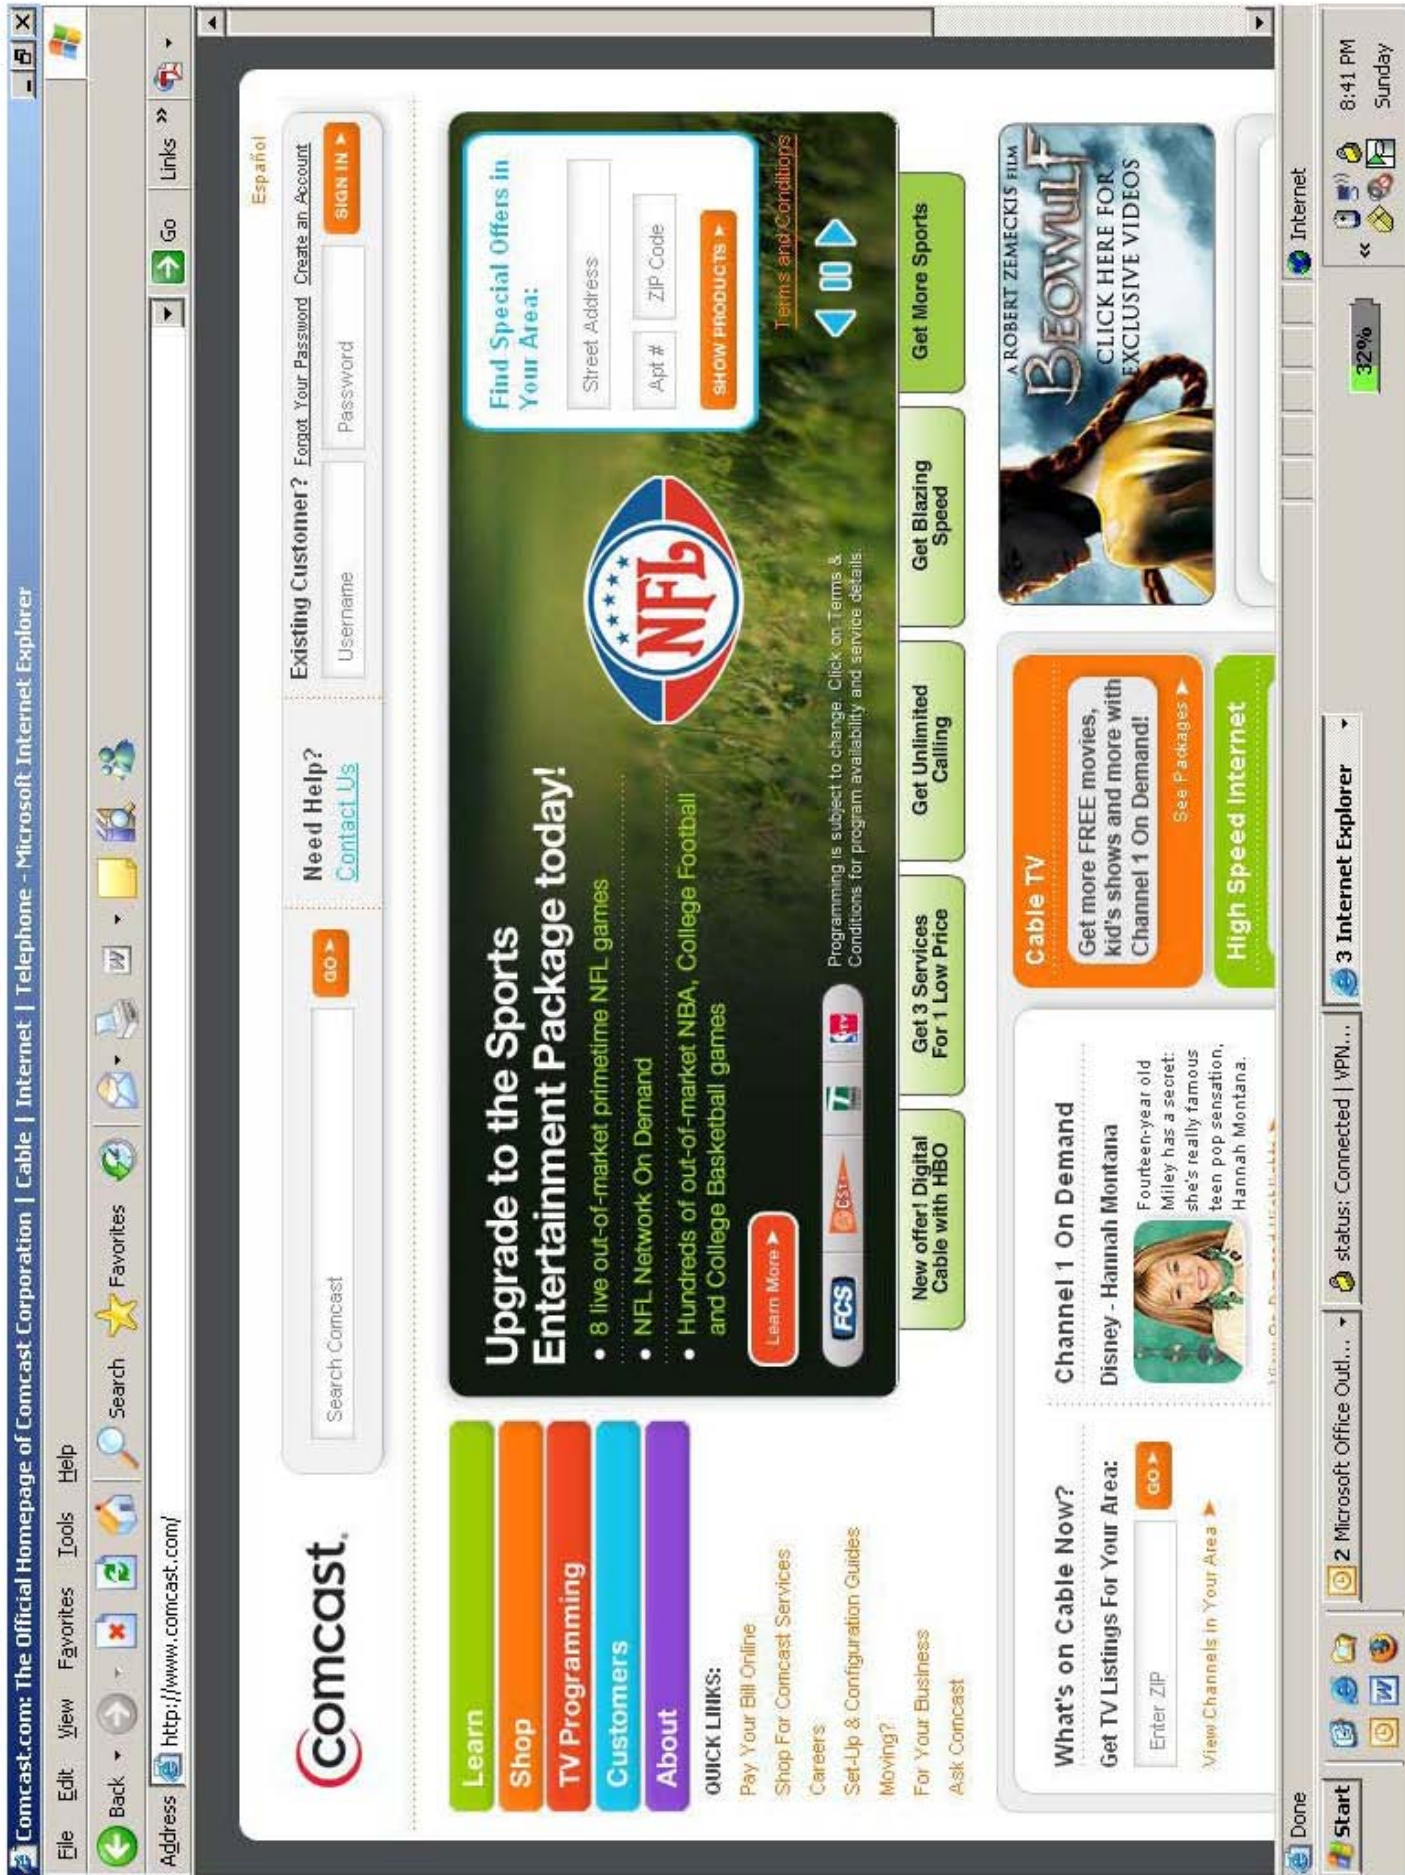 Comcast.com: The Official Homepage of Comcast Corporation | Cable | Internet | Telephone - Microsoft Internet Explorer
File Edit View Favorites Tools Help
Back Search Favorites
Address http://www.comcast.com/ Go Links »
Español
Comcast.
Search Comcast GO
Need Help?
Contact Us
Existing Customer? Forgot Your Password Create an Account
Username Password SIGN IN
Learn
Shop
TV Programming
Customers
About
QUICK LINKS:
Pay Your Bill Online
Shop For Comcast Services
Careers
Set-Up & Configuration Guides
Moving?
For Your Business
Ask Comcast
Upgrade to the Sports
Entertainment Package today!
• 8 live out-of-market primetime NFL games
• NFL Network On Demand
• Hundreds of out-of-market NBA, College Football
and College Basketball games
Learn More
NFL
FCS CSTV
Programming is subject to change. Click on Terms &
Conditions for program availability and service details.
Find Special Offers in
Your Area:
Street Address
Apt # ZIP Code
SHOW PRODUCTS
Terms and Conditions
New offer! Digital
Cable with HBO
Get 3 Services
For 1 Low Price
Get Unlimited
Calling
Get Blazing
Speed
Get More Sports
What's on Cable Now?
Get TV Listings For Your Area:
Enter ZIP GO
View Channels in Your Area
Channel 1 On Demand
Disney - Hannah Montana
Fourteen-year old
Miley has a secret:
she's really famous
teen pop sensation,
Hannah Montana.
Cable TV
Get more FREE movies,
kid's shows and more with
Channel 1 On Demand!
See Packages
High Speed Internet
A ROBERT ZEMECKIS FILM
BEOWULF
CLICK HERE FOR
EXCLUSIVE VIDEOS
Done Internet
Start 2 Microsoft Office Outl... status: Connected | VPN... 3 Internet Explorer 32% « 8:41 PM
Sunday